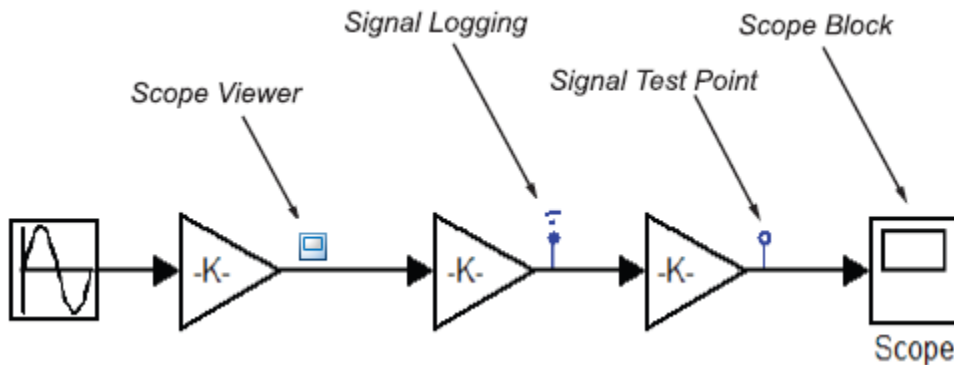 Signal Logging
Scope Block
Signal Test Point
Scope Viewer
-K-
-K-
-K-
Scope